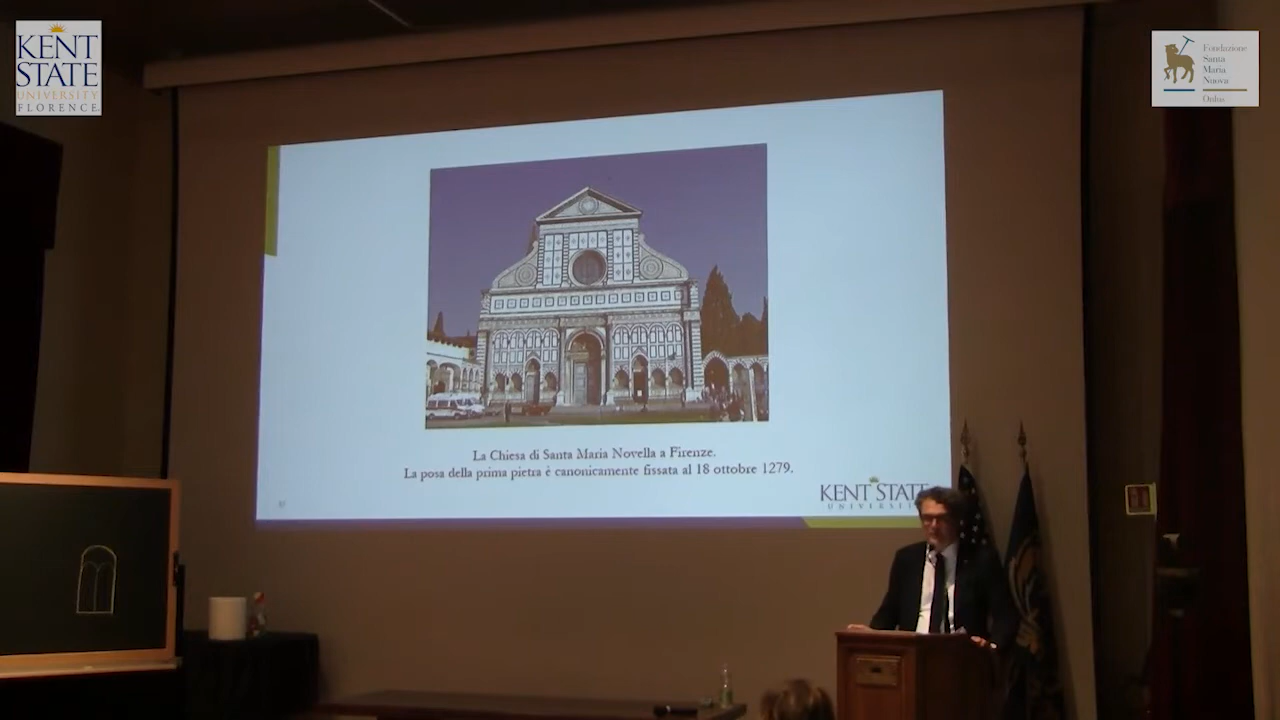 KENT
STATE
UNIVERSITY
FLORENCE
Fondazione
Santa
Maria
Nuova
Onlus
La Chiesa di Santa Maria Novella a Firenze.
La posa della prima pietra è canonicamente fissata al 18 ottobre 1279.
KENT STATE